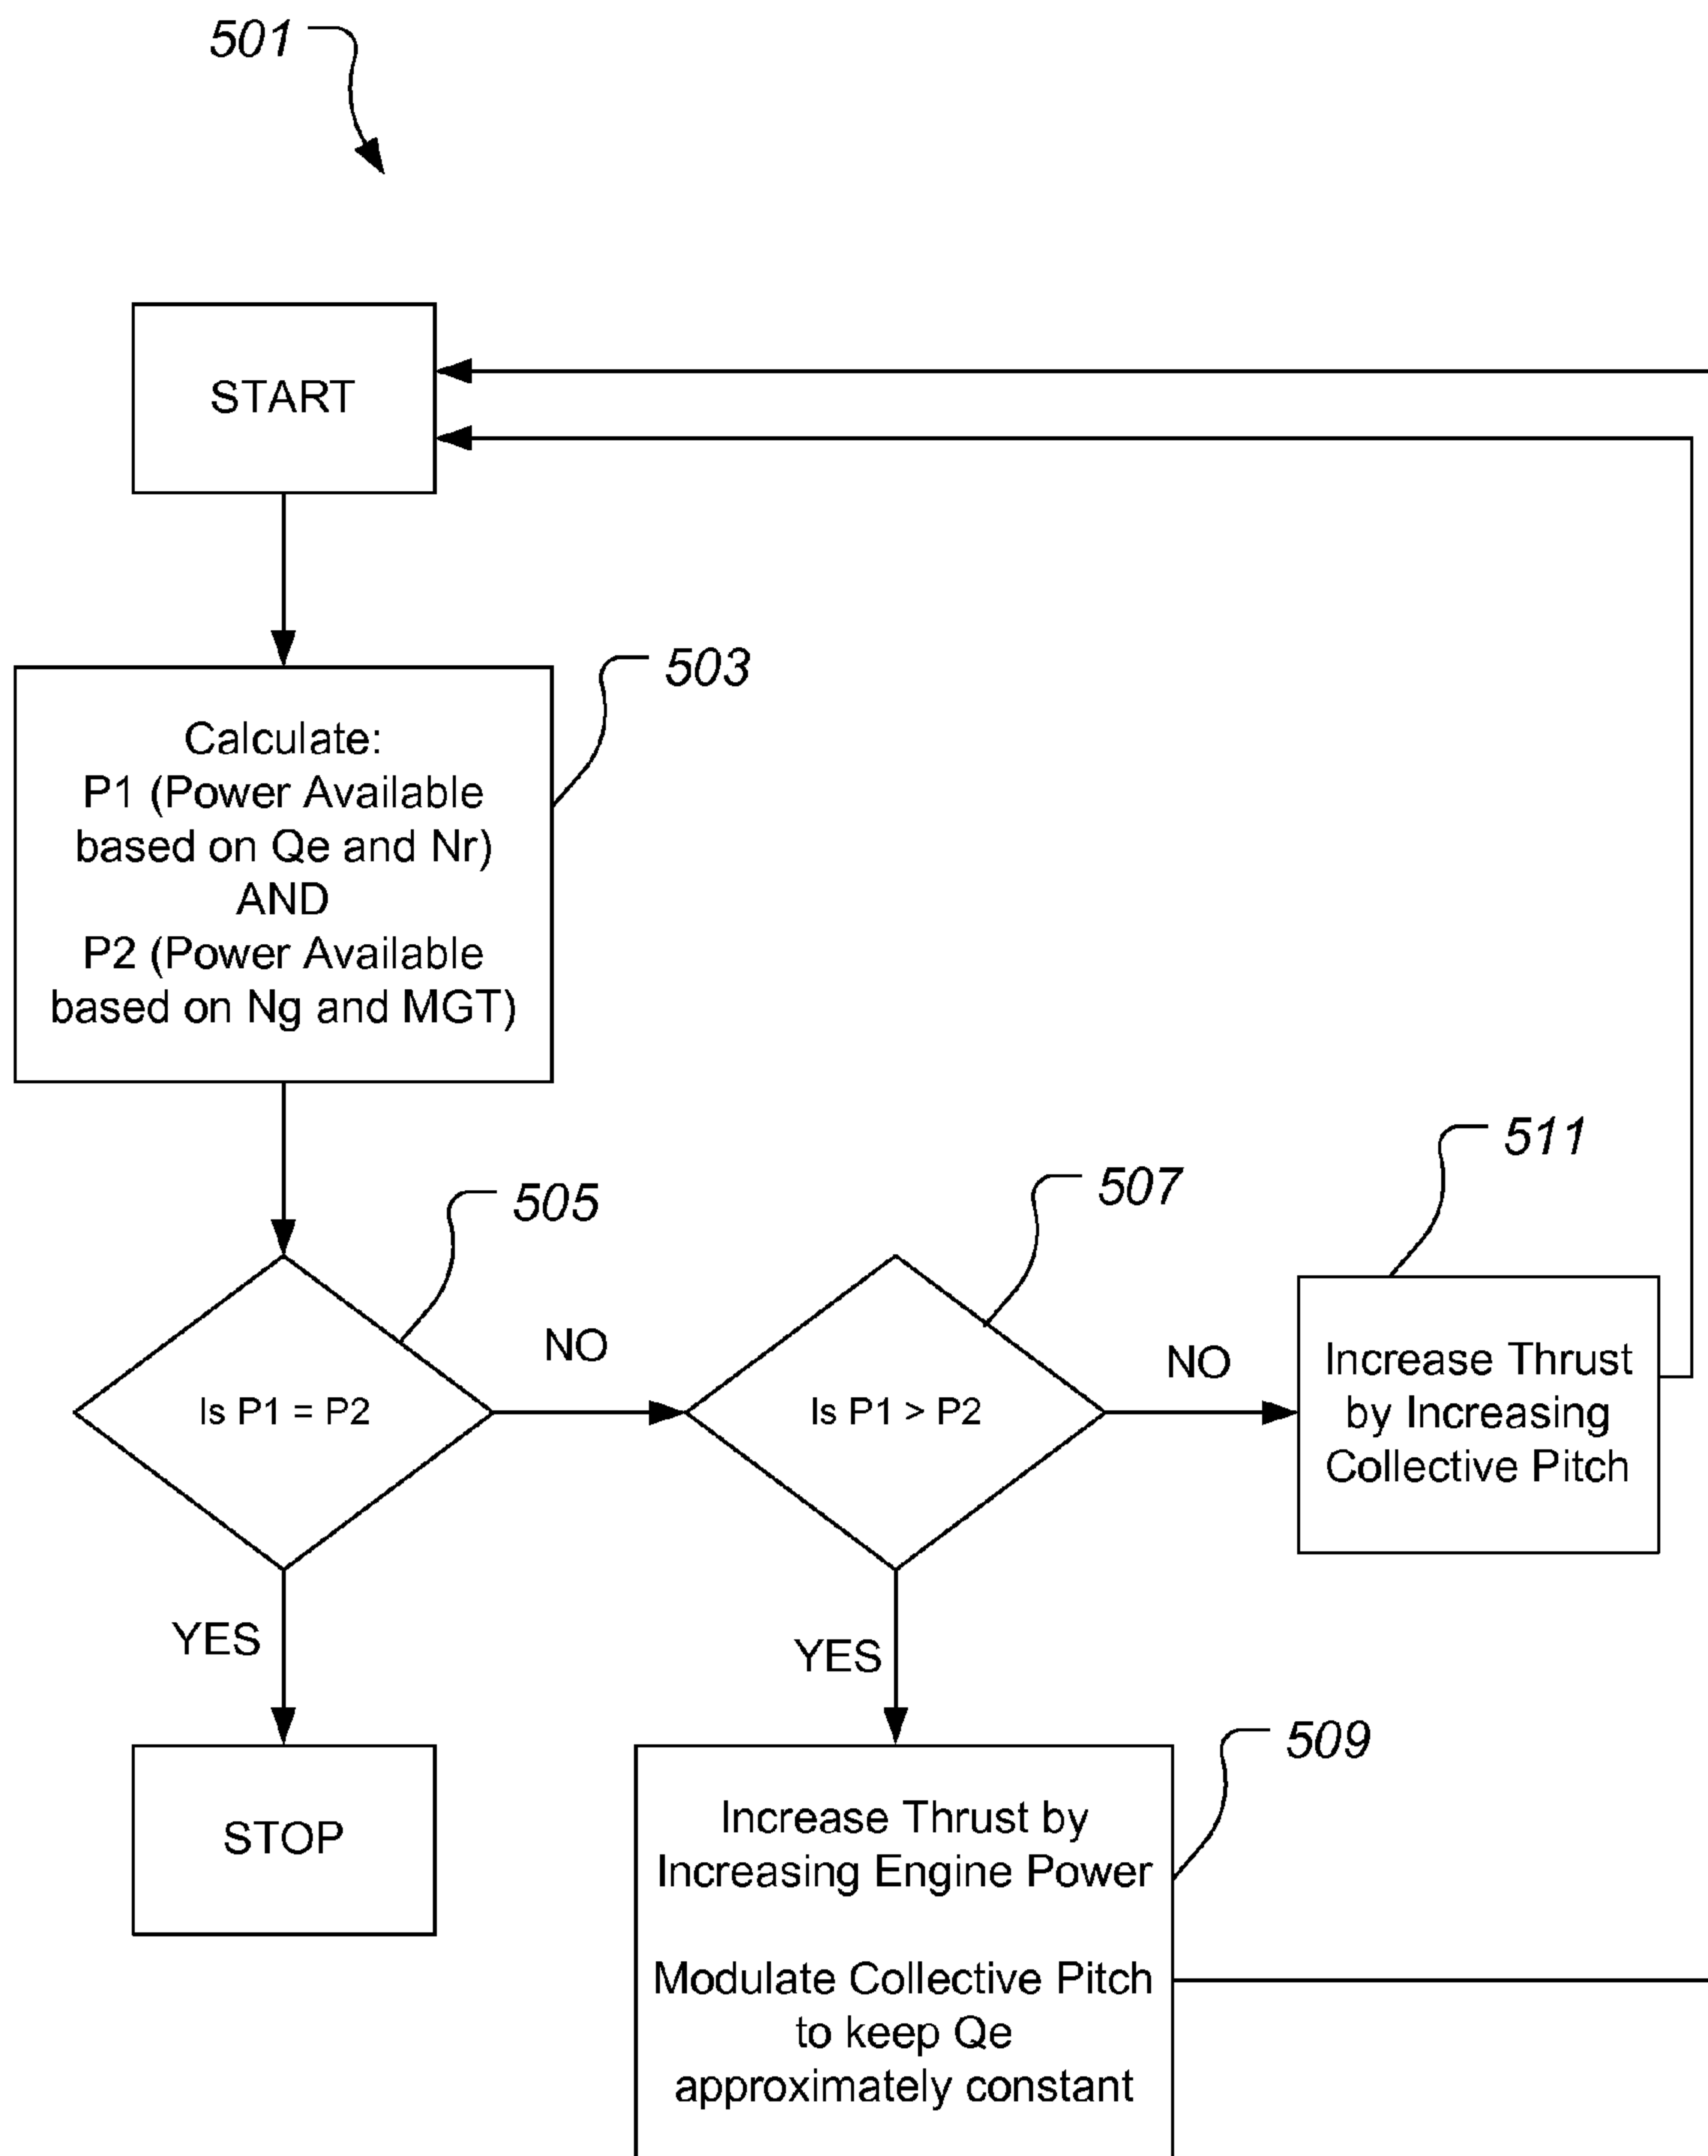 501
START
503
Calculate:
P1 (Power Available
based on Qe and Nr)
AND
P2 (Power Available
based on Ng and MGT)
505
Is P1 = P2
NO
507
Is P1 > P2
NO
511
Increase Thrust
by Increasing
Collective Pitch
YES
STOP
YES
509
Increase Thrust by
Increasing Engine Power
Modulate Collective Pitch
to keep Qe
approximately constant